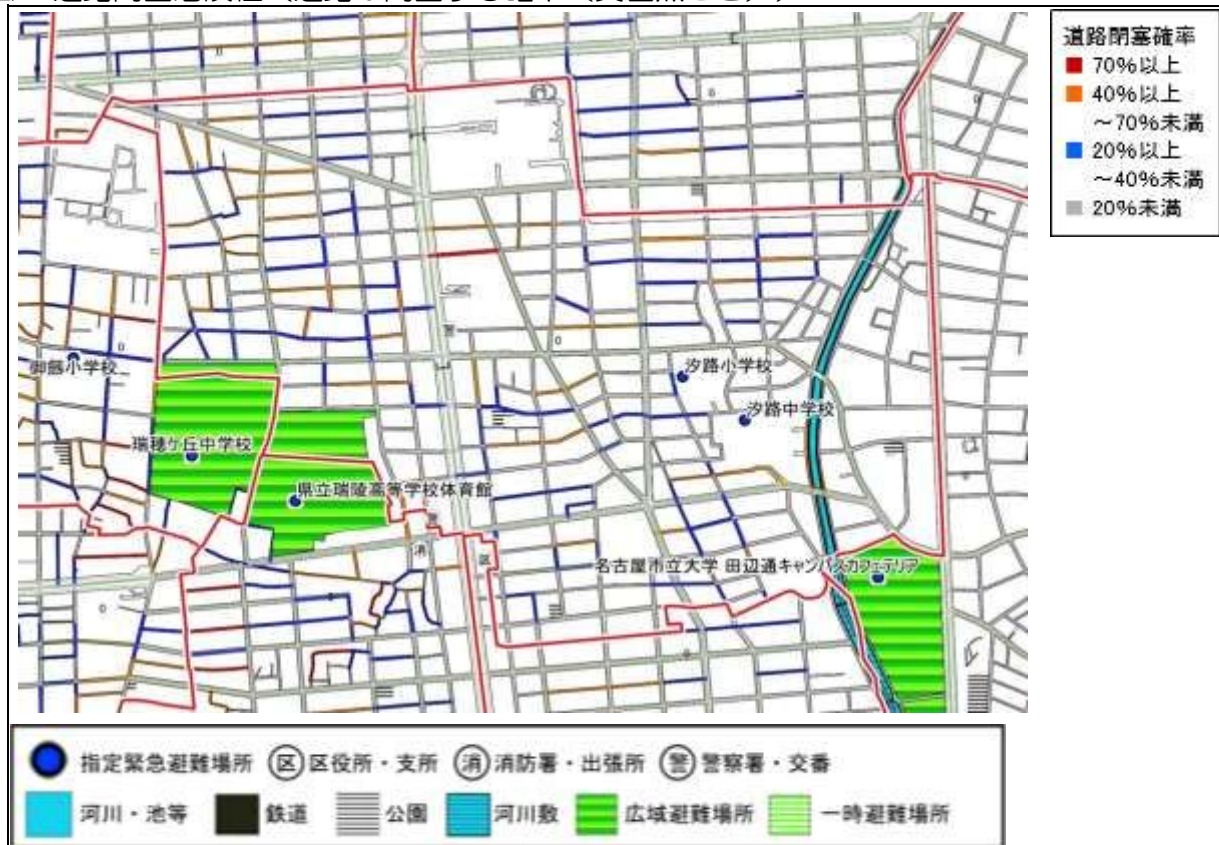 道路閉塞確率
70%以上
40%以上
～70%未満
20%以上
～40%未満
20%未満
御劔小学校
汐路小学校
汐路中学校
瑞穂ケ丘中学校
県立瑞陵高等学校体育館
消
区
名古屋市立大学 田辺通キャンパスカフェテリア
指定緊急避難場所 区 区役所・支所 消 消防署・出張所 警 警察署・交番
河川・池等 鉄道 公園 河川敷 広域避難場所 一時避難場所